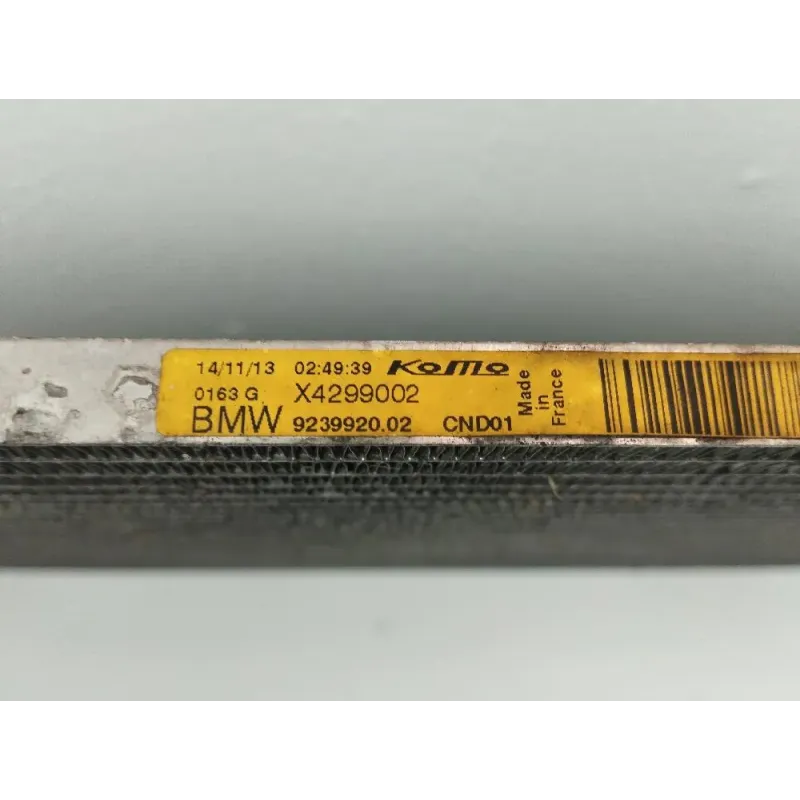 14/11/13 02:49:39 KoMo
0163 G X4299002
BMW 9239920.02 CND01
Made
in
France